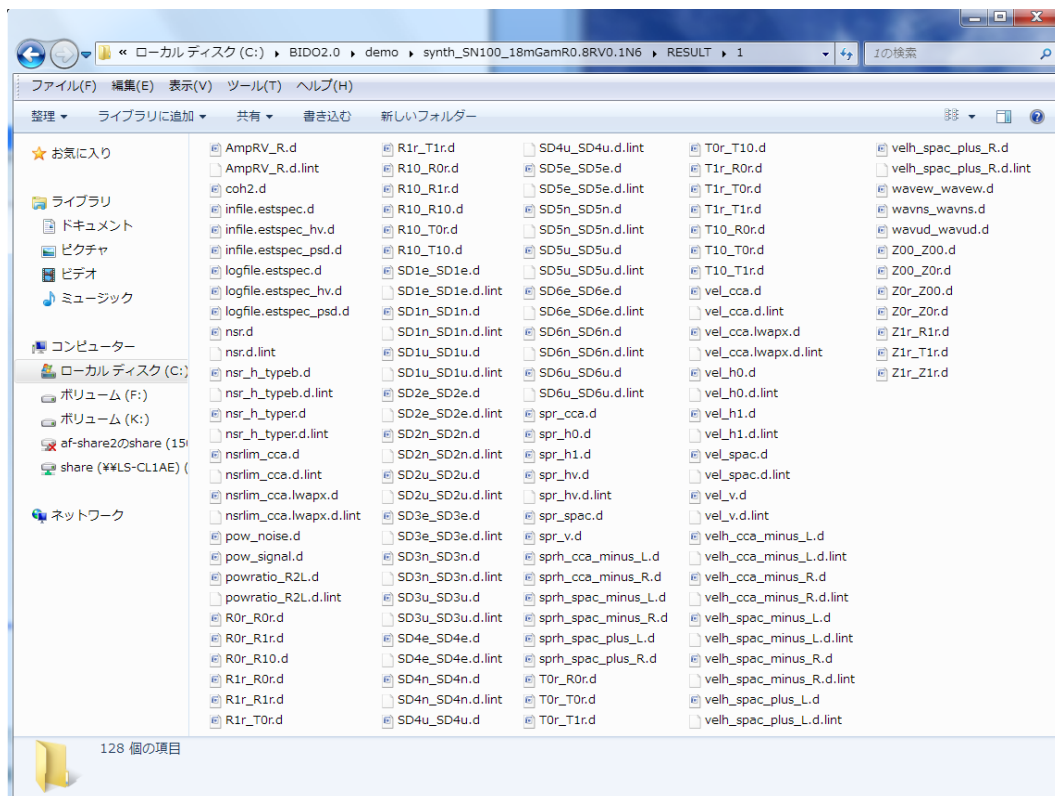 « ローカル ディスク (C:) ▸ BIDO2.0 ▸ demo ▸ synth_SN100_18mGamR0.8RV0.1N6 ▸ RESULT ▸ 1
1の検索
ファイル(F) 編集(E) 表示(V) ツール(T) ヘルプ(H)
整理 ライブラリに追加 共有 書き込む 新しいフォルダー
お気に入り
ライブラリ
ドキュメント
ピクチャ
ビデオ
ミュージック
コンピューター
ローカル ディスク (C:)
ボリューム (F:)
ボリューム (K:)
af-share2のshare (15
share (¥¥LS-CL1AE) (
ネットワーク
AmpRV_R.d
AmpRV_R.d.lint
coh2.d
infile.estspec.d
infile.estspec_hv.d
infile.estspec_psd.d
logfile.estspec.d
logfile.estspec_hv.d
logfile.estspec_psd.d
nsr.d
nsr.d.lint
nsr_h_typeb.d
nsr_h_typeb.d.lint
nsr_h_typer.d
nsr_h_typer.d.lint
nsrlim_cca.d
nsrlim_cca.d.lint
nsrlim_cca.lwapx.d
nsrlim_cca.lwapx.d.lint
pow_noise.d
pow_signal.d
powratio_R2L.d
powratio_R2L.d.lint
R0r_R0r.d
R0r_R1r.d
R0r_R10.d
R1r_R0r.d
R1r_R1r.d
R1r_T0r.d
R1r_T1r.d
R10_R0r.d
R10_R1r.d
R10_R10.d
R10_T0r.d
R10_T10.d
SD1e_SD1e.d
SD1e_SD1e.d.lint
SD1n_SD1n.d
SD1n_SD1n.d.lint
SD1u_SD1u.d
SD1u_SD1u.d.lint
SD2e_SD2e.d
SD2e_SD2e.d.lint
SD2n_SD2n.d
SD2n_SD2n.d.lint
SD2u_SD2u.d
SD2u_SD2u.d.lint
SD3e_SD3e.d
SD3e_SD3e.d.lint
SD3n_SD3n.d
SD3n_SD3n.d.lint
SD3u_SD3u.d
SD3u_SD3u.d.lint
SD4e_SD4e.d
SD4e_SD4e.d.lint
SD4n_SD4n.d
SD4n_SD4n.d.lint
SD4u_SD4u.d
SD4u_SD4u.d.lint
SD5e_SD5e.d
SD5e_SD5e.d.lint
SD5n_SD5n.d
SD5n_SD5n.d.lint
SD5u_SD5u.d
SD5u_SD5u.d.lint
SD6e_SD6e.d
SD6e_SD6e.d.lint
SD6n_SD6n.d
SD6n_SD6n.d.lint
SD6u_SD6u.d
SD6u_SD6u.d.lint
spr_cca.d
spr_h0.d
spr_h1.d
spr_hv.d
spr_hv.d.lint
spr_spac.d
spr_v.d
sprh_cca_minus_L.d
sprh_cca_minus_R.d
sprh_spac_minus_L.d
sprh_spac_minus_R.d
sprh_spac_plus_L.d
sprh_spac_plus_R.d
T0r_R0r.d
T0r_T0r.d
T0r_T1r.d
T0r_T10.d
T1r_R0r.d
T1r_T0r.d
T1r_T1r.d
T10_R0r.d
T10_T0r.d
T10_T1r.d
vel_cca.d
vel_cca.d.lint
vel_cca.lwapx.d
vel_cca.lwapx.d.lint
vel_h0.d
vel_h0.d.lint
vel_h1.d
vel_h1.d.lint
vel_spac.d
vel_spac.d.lint
vel_v.d
vel_v.d.lint
velh_cca_minus_L.d
velh_cca_minus_L.d.lint
velh_cca_minus_R.d
velh_cca_minus_R.d.lint
velh_spac_minus_L.d
velh_spac_minus_L.d.lint
velh_spac_minus_R.d
velh_spac_minus_R.d.lint
velh_spac_plus_L.d
velh_spac_plus_L.d.lint
velh_spac_plus_R.d
velh_spac_plus_R.d.lint
wavew_wavew.d
wavns_wavns.d
wavud_wavud.d
Z00_Z00.d
Z00_Z0r.d
Z0r_Z00.d
Z0r_Z0r.d
Z1r_R1r.d
Z1r_T1r.d
Z1r_Z1r.d
128 個の項目